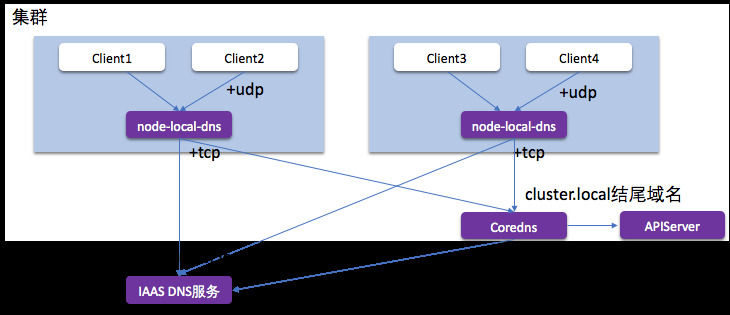 集群
Client1
Client2
Client3
Client4
+udp
+udp
node-local-dns
node-local-dns
+tcp
+tcp
cluster.local结尾域名
Coredns
APIServer
IAAS DNS服务